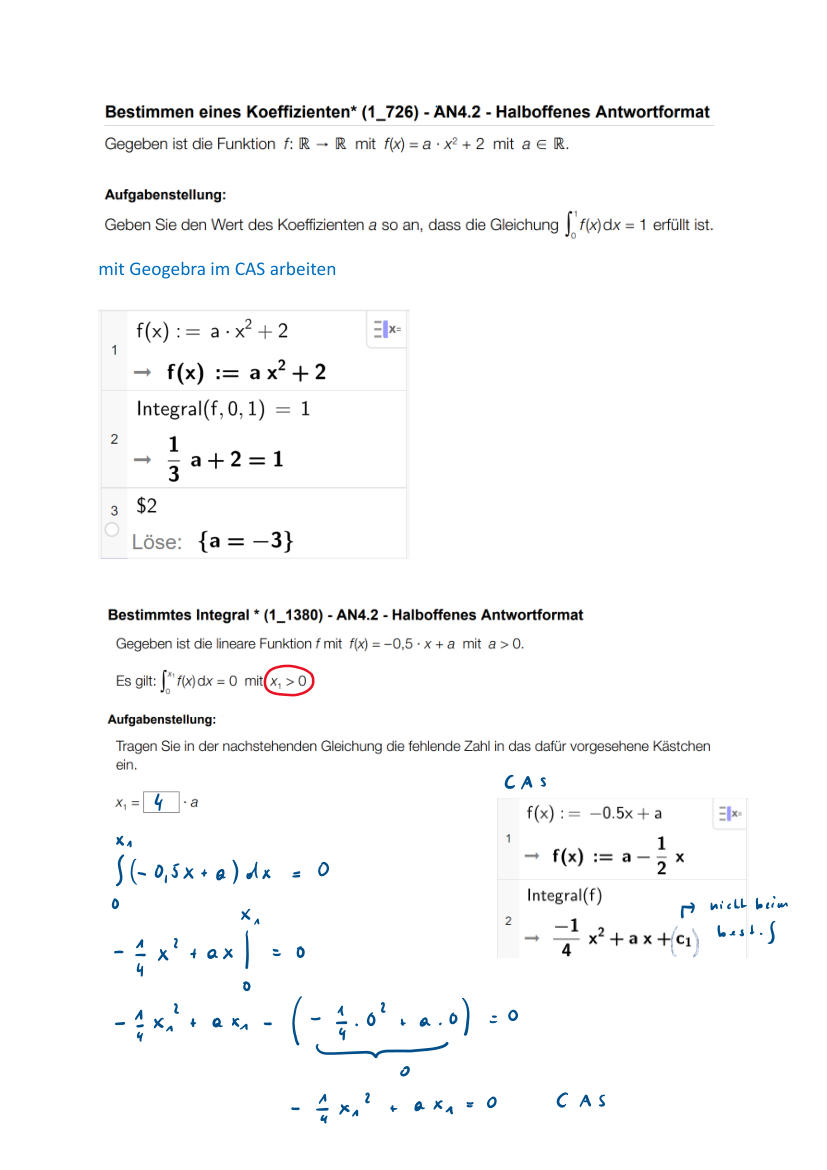 Bestimmen eines Koeffizienten* (1_726) - AN4.2 - Halboffenes Antwortformat
Gegeben ist die Funktion f: ℝ → ℝ mit f(x) = a · x² + 2 mit a ∈ ℝ.
Aufgabenstellung:
Geben Sie den Wert des Koeffizienten a so an, dass die Gleichung ∫₀¹ f(x) dx = 1 erfüllt ist.
mit Geogebra im CAS arbeiten
f(x) := a · x² + 2
x=
1
→ f(x) := a x² + 2
Integral(f, 0, 1) = 1
2
→ 1/3 a + 2 = 1
3 $2
Löse: {a = −3}
Bestimmtes Integral * (1_1380) - AN4.2 - Halboffenes Antwortformat
Gegeben ist die lineare Funktion f mit f(x) = −0,5 · x + a mit a > 0.
Es gilt: ∫₀^x₁ f(x) dx = 0 mit x₁ > 0
Aufgabenstellung:
Tragen Sie in der nachstehenden Gleichung die fehlende Zahl in das dafür vorgesehene Kästchen
ein.
x₁ = 4 · a
CAS
f(x) := −0.5x + a
x=
1
→ f(x) := a − 1/2 x
Integral(f)
2
→ −1/4 x² + a x + c₁
nicht beim
best. ∫
∫₀^x₁ (− 0,5x + a) dx = 0
− 1/4 x² + ax |₀^x₁ = 0
− 1/4 x₁² + a x₁ − (− 1/4 · 0² + a · 0) = 0
0
− 1/4 x₁² + a x₁ = 0 CAS